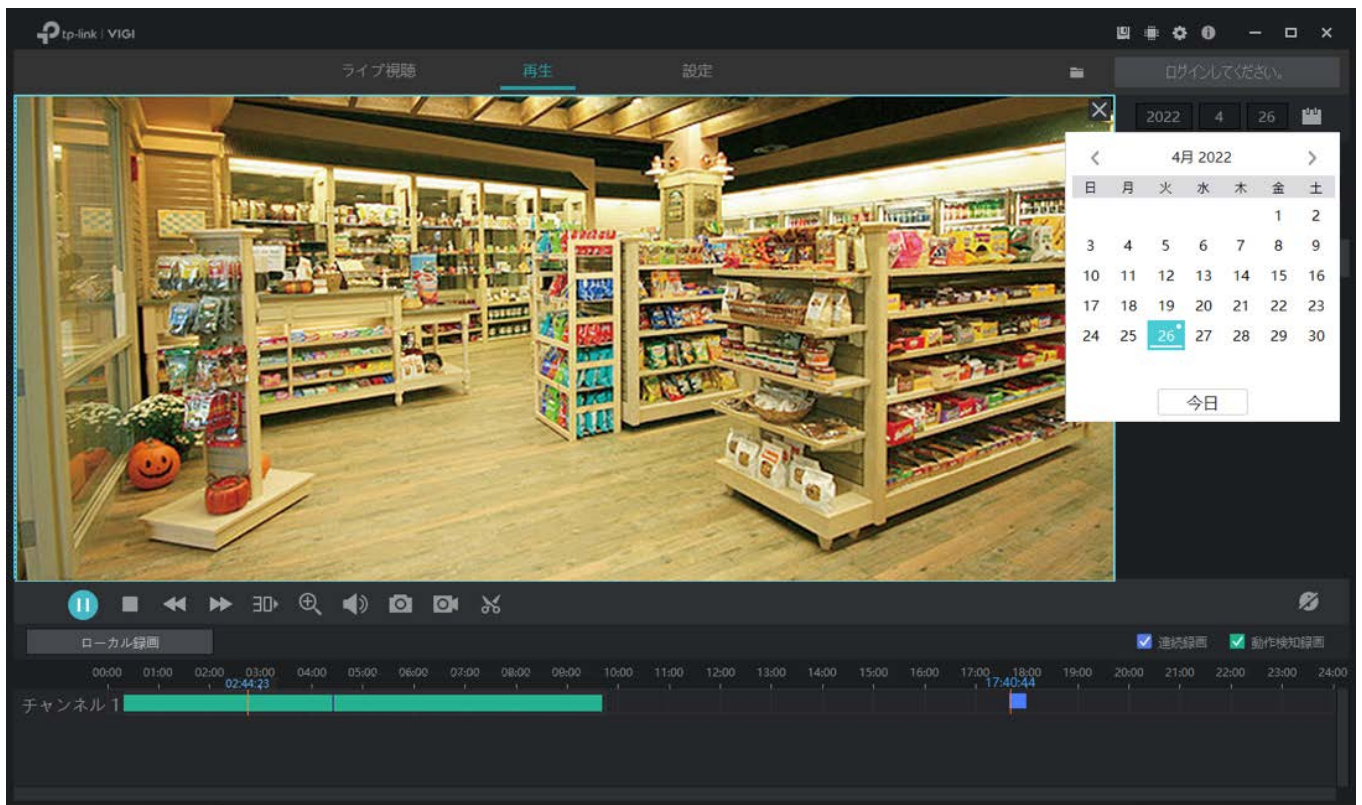 tp-link | VIGI
ライブ視聴 再生 設定 ログインしてください。
2022 4 26
4月 2022
日 月 火 水 木 金 土
1 2
3 4 5 6 7 8 9
10 11 12 13 14 15 16
17 18 19 20 21 22 23
24 25 26 27 28 29 30
今日
ローカル録画 連続録画 動作検知録画
00:00 01:00 02:00 03:00 04:00 05:00 06:00 07:00 08:00 09:00 10:00 11:00 12:00 13:00 14:00 15:00 16:00 17:00 18:00 19:00 20:00 21:00 22:00 23:00 24:00
02:44:23 17:40:44
チャンネル 1